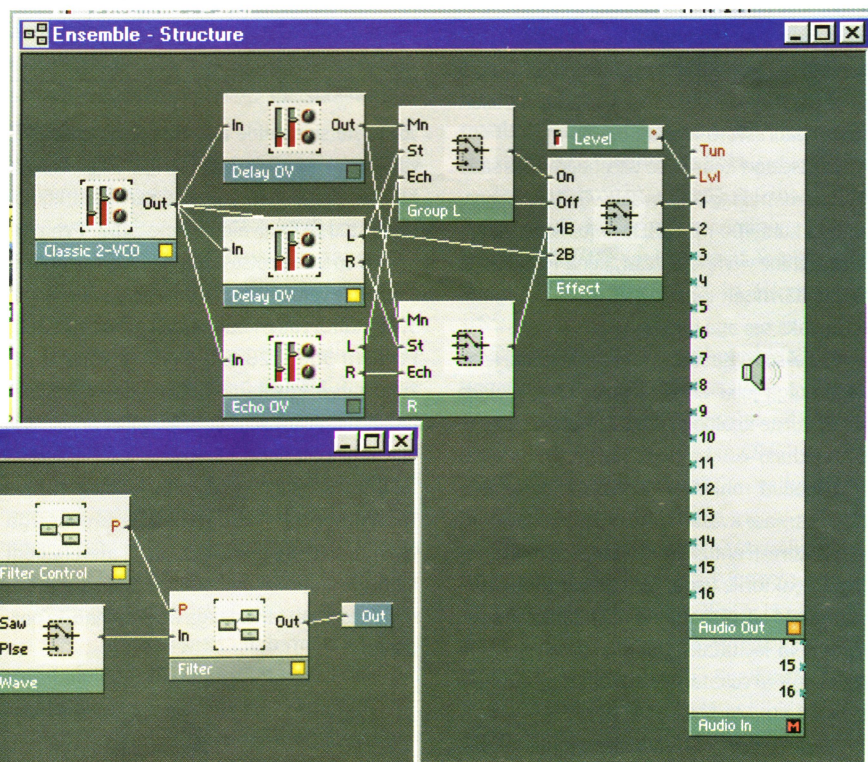 Ensemble - Structure
In
Out
Delay OV
Classic 2-VCO
Out
In
L
R
Delay OV
In
L
R
Echo OV
Mn
St
Ech
Group L
Mn
St
Ech
R
Level
On
Off
1B
2B
Effect
Tun
Lvl
1
2
3
4
5
6
7
8
9
10
11
12
13
14
15
16
Audio Out
15
16
Audio In
M
P
Filter Control
Saw
Plse
Wave
P
In
Out
Filter
Out